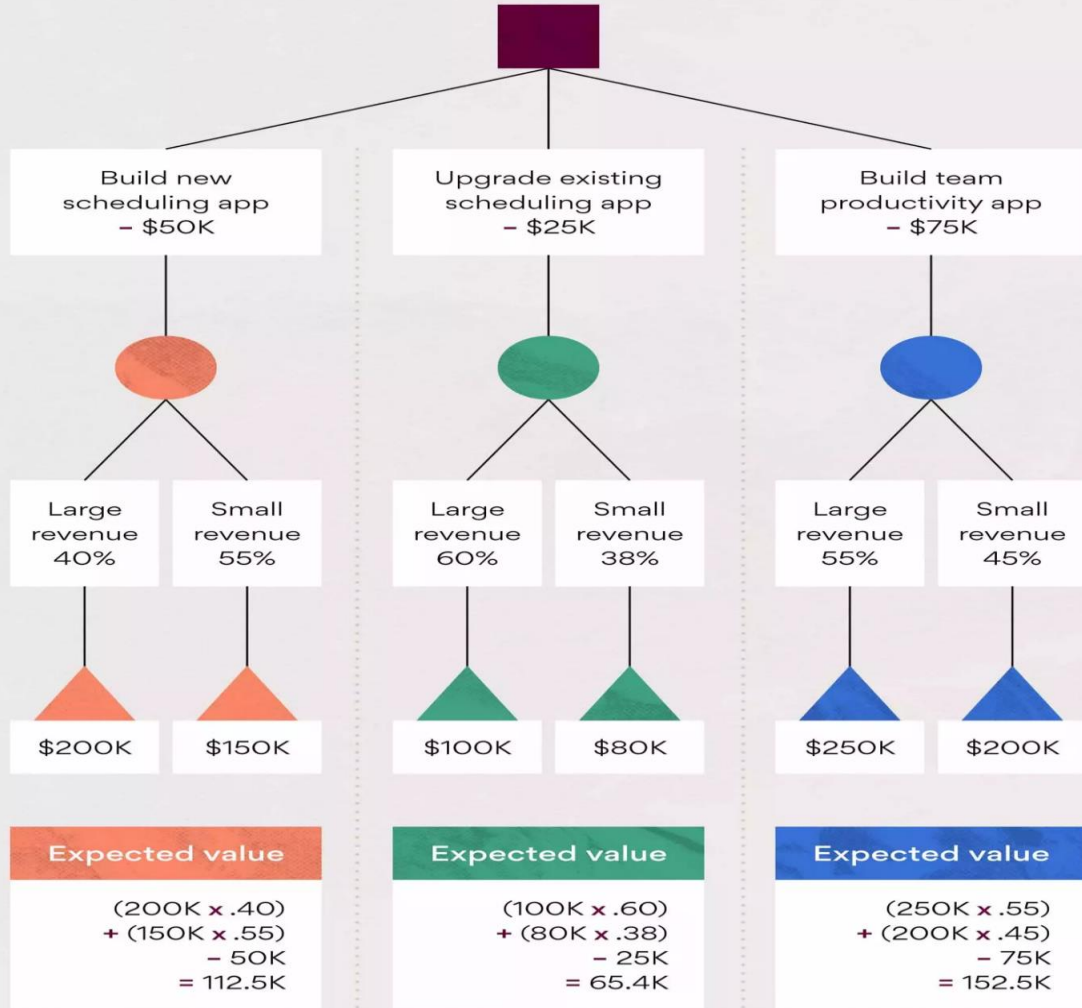 Build new
scheduling app
– $50K
Upgrade existing
scheduling app
– $25K
Build team
productivity app
– $75K
Large
revenue
40%
Small
revenue
55%
Large
revenue
60%
Small
revenue
38%
Large
revenue
55%
Small
revenue
45%
$200K
$150K
$100K
$80K
$250K
$200K
Expected value
(200K x .40)
+ (150K x .55)
– 50K
= 112.5K
Expected value
(100K x .60)
+ (80K x .38)
– 25K
= 65.4K
Expected value
(250K x .55)
+ (200K x .45)
– 75K
= 152.5K